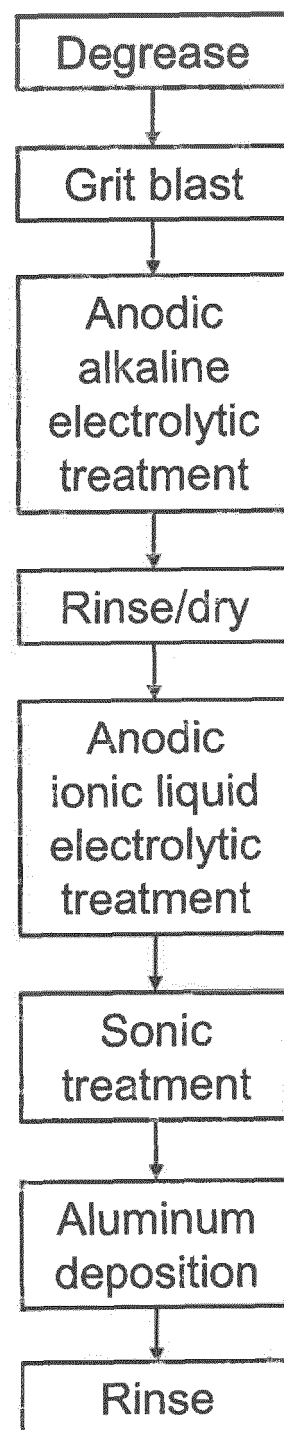 Degrease
Grit blast
Anodic
alkaline
electrolytic
treatment
Rinse/dry
Anodic
ionic liquid
electrolytic
treatment
Sonic
treatment
Aluminum
deposition
Rinse